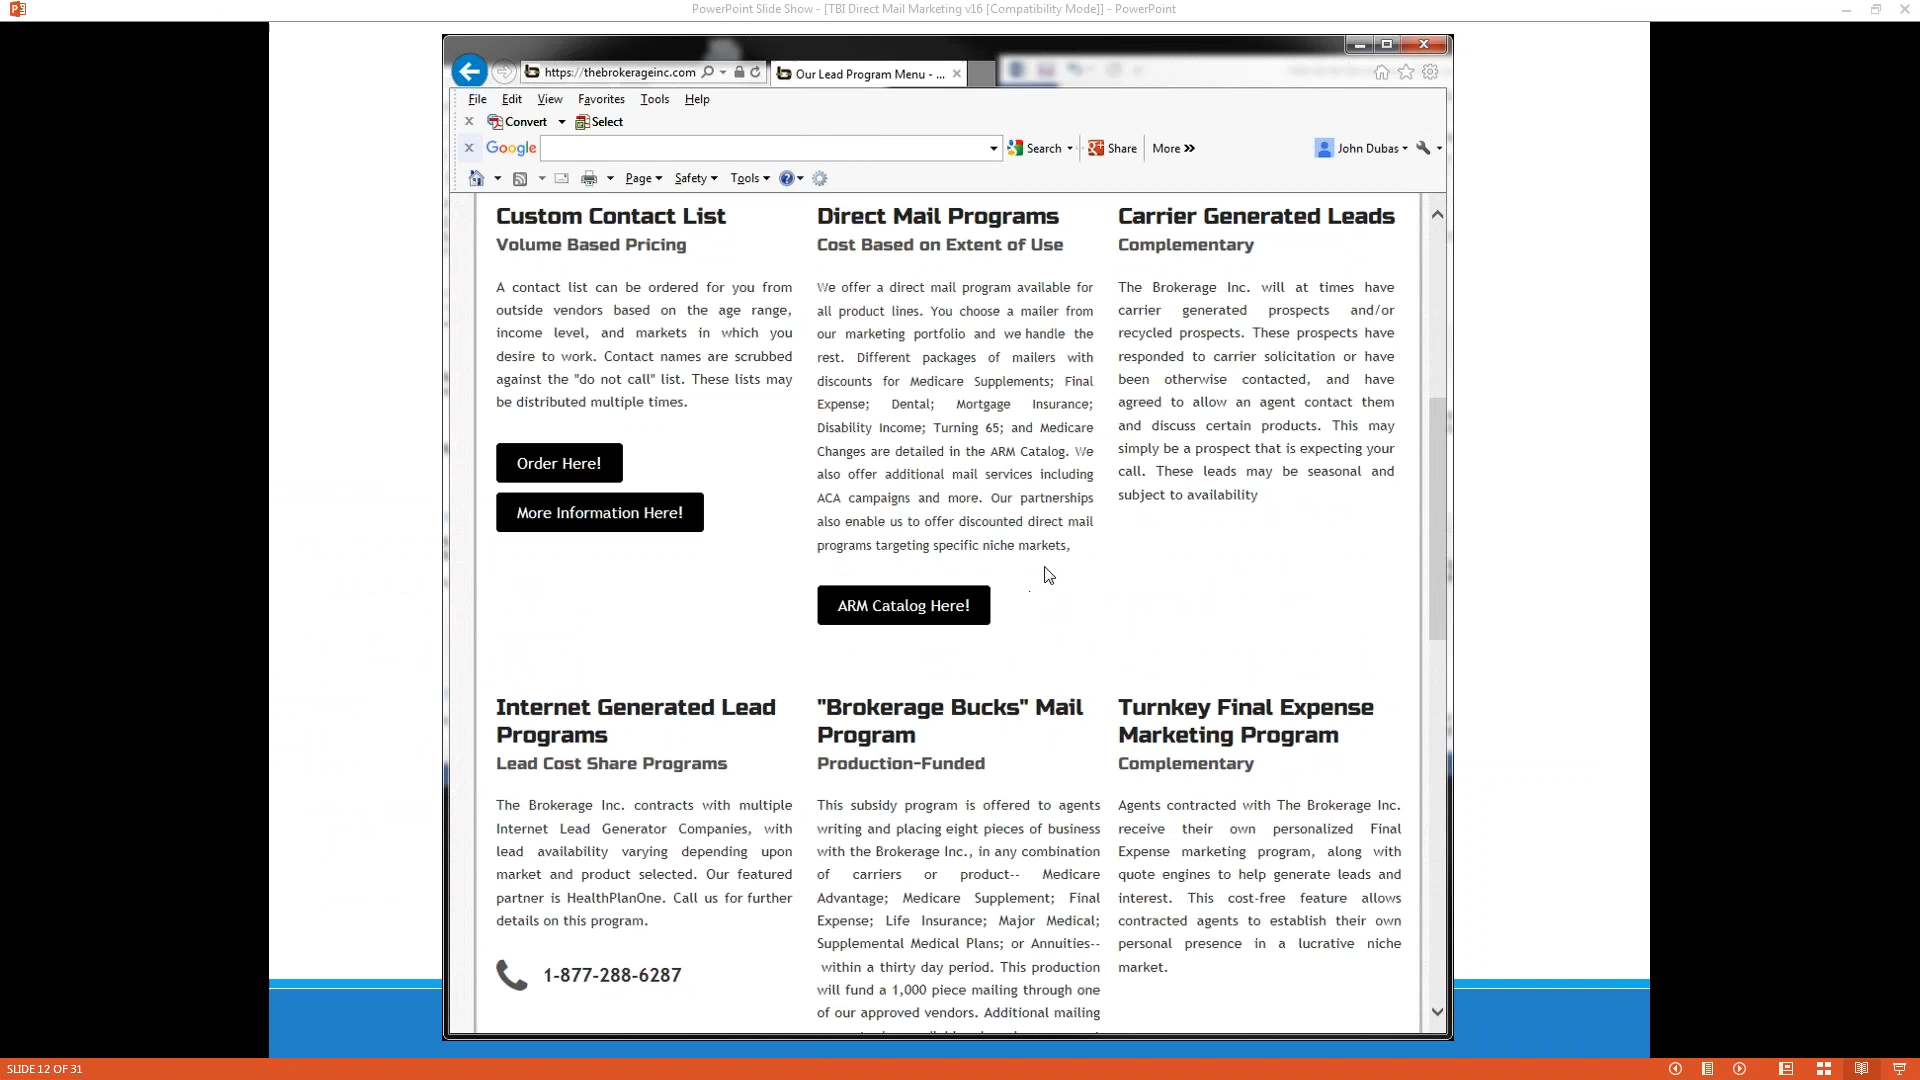 PowerPoint Slide Show - [TBI Direct Mail Marketing v16 [Compatibility Mode]] - PowerPoint
https://thebrokerageinc.com
Our Lead Program Menu - ...
File Edit View Favorites Tools Help
Convert Select
Google Search Share More » John Dubas
Page Safety Tools
Custom Contact List
Volume Based Pricing
A contact list can be ordered for you from
outside vendors based on the age range,
income level, and markets in which you
desire to work. Contact names are scrubbed
against the "do not call" list. These lists may
be distributed multiple times.
Order Here!
More Information Here!
Direct Mail Programs
Cost Based on Extent of Use
We offer a direct mail program available for
all product lines. You choose a mailer from
our marketing portfolio and we handle the
rest. Different packages of mailers with
discounts for Medicare Supplements; Final
Expense; Dental; Mortgage Insurance;
Disability Income; Turning 65; and Medicare
Changes are detailed in the ARM Catalog. We
also offer additional mail services including
ACA campaigns and more. Our partnerships
also enable us to offer discounted direct mail
programs targeting specific niche markets,
ARM Catalog Here!
Carrier Generated Leads
Complementary
The Brokerage Inc. will at times have
carrier generated prospects and/or
recycled prospects. These prospects have
responded to carrier solicitation or have
been otherwise contacted, and have
agreed to allow an agent contact them
and discuss certain products. This may
simply be a prospect that is expecting your
call. These leads may be seasonal and
subject to availability
Internet Generated Lead
Programs
Lead Cost Share Programs
The Brokerage Inc. contracts with multiple
Internet Lead Generator Companies, with
lead availability varying depending upon
market and product selected. Our featured
partner is HealthPlanOne. Call us for further
details on this program.
1-877-288-6287
"Brokerage Bucks" Mail
Program
Production-Funded
This subsidy program is offered to agents
writing and placing eight pieces of business
with the Brokerage Inc., in any combination
of carriers or product-- Medicare
Advantage; Medicare Supplement; Final
Expense; Life Insurance; Major Medical;
Supplemental Medical Plans; or Annuities--
within a thirty day period. This production
will fund a 1,000 piece mailing through one
of our approved vendors. Additional mailing
Turnkey Final Expense
Marketing Program
Complementary
Agents contracted with The Brokerage Inc.
receive their own personalized Final
Expense marketing program, along with
quote engines to help generate leads and
interest. This cost-free feature allows
contracted agents to establish their own
personal presence in a lucrative niche
market.
SLIDE 12 OF 31